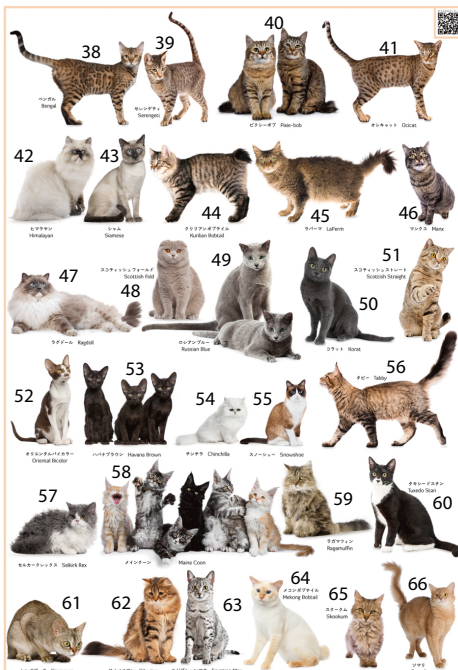 38
39
40
41
ベンガル
Bengal
セレンゲティ
Serengeti
ピクシーボブ Pixie-bob
オシキャット Ocicat
42
43
44
45
46
ヒマラヤン
Himalayan
シャム
Siamese
クリリアンボブテイル
Kurilian Bobtail
ラパーマ LaPerm
マンクス Manx
47
48
スコティッシュフォールド
Scottish Fold
49
50
51
スコティッシュストレート
Scottish Straight
ラグドール Ragdoll
ロシアンブルー
Russian Blue
コラット Korat
52
53
54
55
56
タビー Tabby
オリエンタルバイカラー
Oriental Bicolor
ハバナブラウン Havana Brown
チンチラ Chinchilla
スノーシュー Snowshoe
57
58
59
60
タキシードスタン
Tuxedo Stan
セルカークレックス Selkirk Rex
メインクーン Maine Coon
ラガマフィン
Ragamuffin
61
62
63
64
メコンボブテイル
Mekong Bobtail
65
スクーカム
Skookum
66
ソマリ